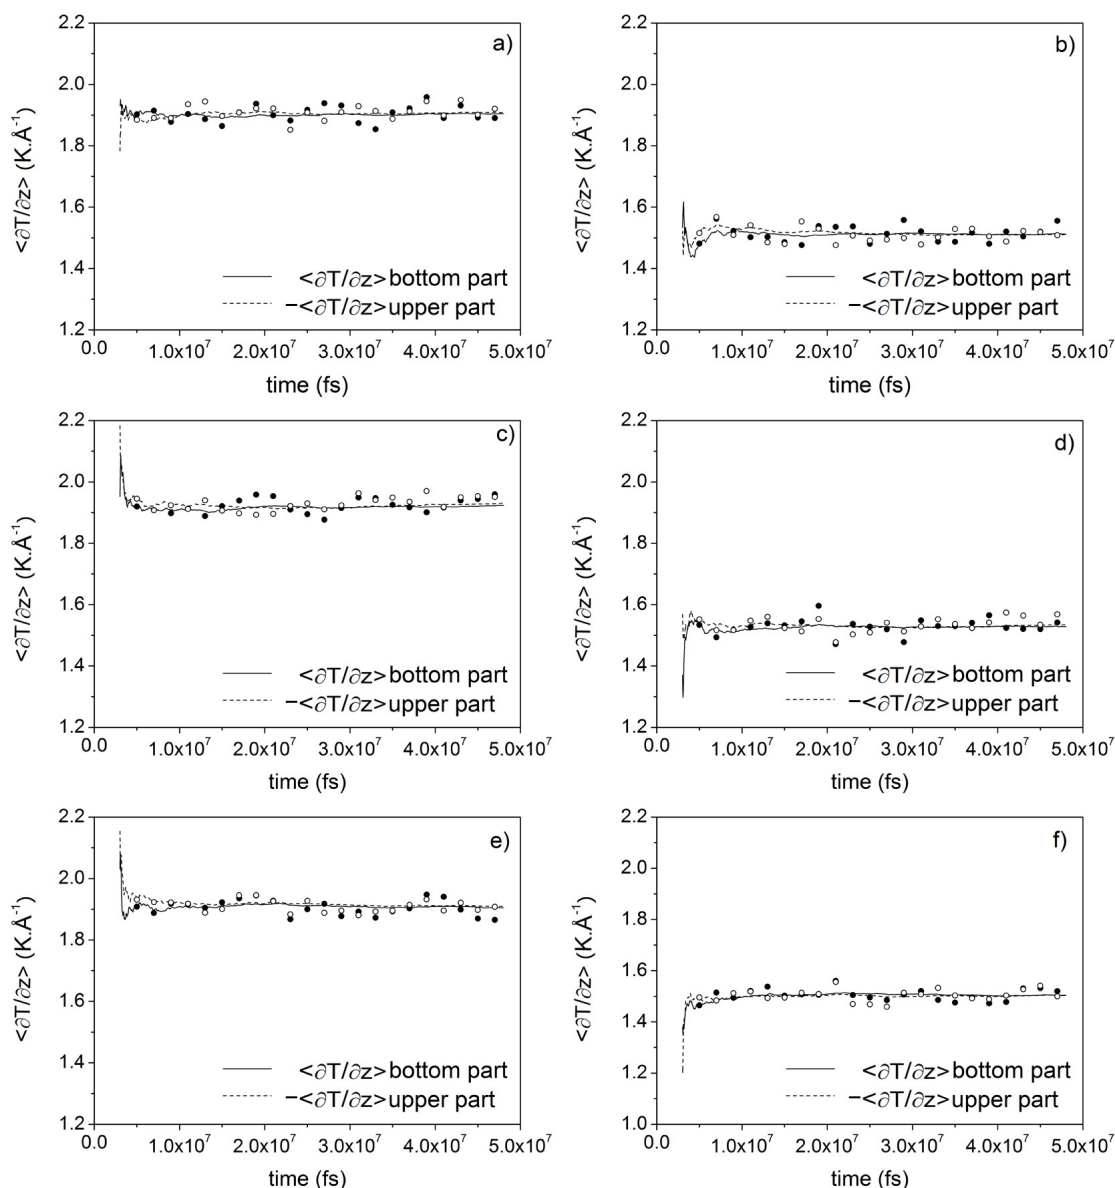 a)
<∂T/∂z> (K.Å⁻¹)
2.2
2.0
1.8
1.6
1.4
1.2
<∂T/∂z> bottom part
−<∂T/∂z> upper part
0.0 1.0x10⁷ 2.0x10⁷ 3.0x10⁷ 4.0x10⁷ 5.0x10⁷
time (fs)
b)
<∂T/∂z> (K.Å⁻¹)
2.2
2.0
1.8
1.6
1.4
1.2
<∂T/∂z> bottom part
−<∂T/∂z> upper part
0.0 1.0x10⁷ 2.0x10⁷ 3.0x10⁷ 4.0x10⁷ 5.0x10⁷
time (fs)
c)
<∂T/∂z> (K.Å⁻¹)
2.2
2.0
1.8
1.6
1.4
1.2
<∂T/∂z> bottom part
−<∂T/∂z> upper part
0.0 1.0x10⁷ 2.0x10⁷ 3.0x10⁷ 4.0x10⁷ 5.0x10⁷
time (fs)
d)
<∂T/∂z> (K.Å⁻¹)
2.2
2.0
1.8
1.6
1.4
1.2
<∂T/∂z> bottom part
−<∂T/∂z> upper part
0.0 1.0x10⁷ 2.0x10⁷ 3.0x10⁷ 4.0x10⁷ 5.0x10⁷
time (fs)
e)
<∂T/∂z> (K.Å⁻¹)
2.2
2.0
1.8
1.6
1.4
1.2
<∂T/∂z> bottom part
−<∂T/∂z> upper part
0.0 1.0x10⁷ 2.0x10⁷ 3.0x10⁷ 4.0x10⁷ 5.0x10⁷
time (fs)
f)
<∂T/∂z> (K.Å⁻¹)
2.2
2.0
1.8
1.6
1.4
1.2
1.0
<∂T/∂z> bottom part
−<∂T/∂z> upper part
0.0 1.0x10⁷ 2.0x10⁷ 3.0x10⁷ 4.0x10⁷ 5.0x10⁷
time (fs)